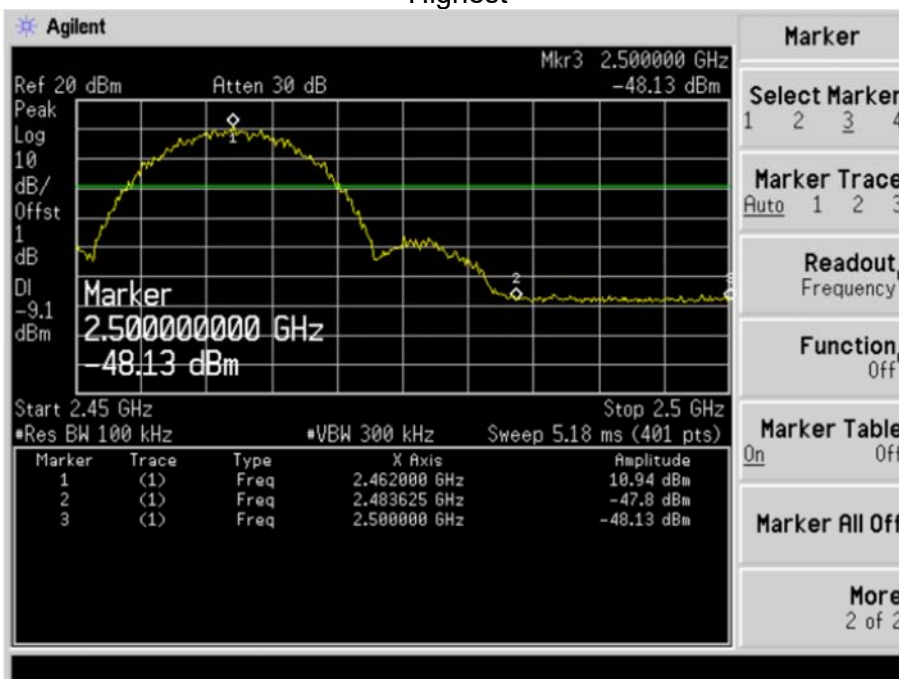 Highest
Agilent
Marker
Mkr3 2.500000 GHz
Ref 20 dBm Atten 30 dB -48.13 dBm
Peak
Log
10
dB/
Offst
1
dB
DI
-9.1
dBm
1
2
3
Marker
2.500000000 GHz
-48.13 dBm
Start 2.45 GHz Stop 2.5 GHz
#Res BW 100 kHz #VBW 300 kHz Sweep 5.18 ms (401 pts)
Marker Trace Type X Axis Amplitude
1 (1) Freq 2.462000 GHz 10.94 dBm
2 (1) Freq 2.483625 GHz -47.8 dBm
3 (1) Freq 2.500000 GHz -48.13 dBm
Select Marker
1 2 3 4
Marker Trace
Auto 1 2 3
Readout,
Frequency
Function,
Off
Marker Table
On Off
Marker All Off
More
2 of 2